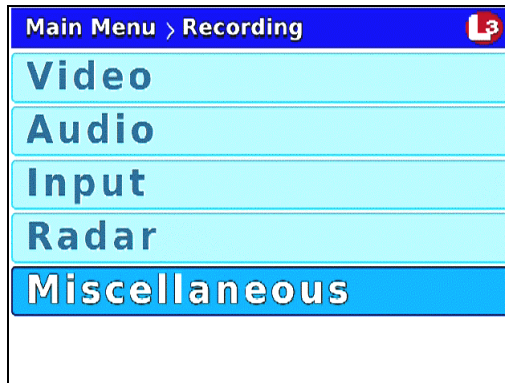 Main Menu > Recording L3
Video
Audio
Input
Radar
Miscellaneous